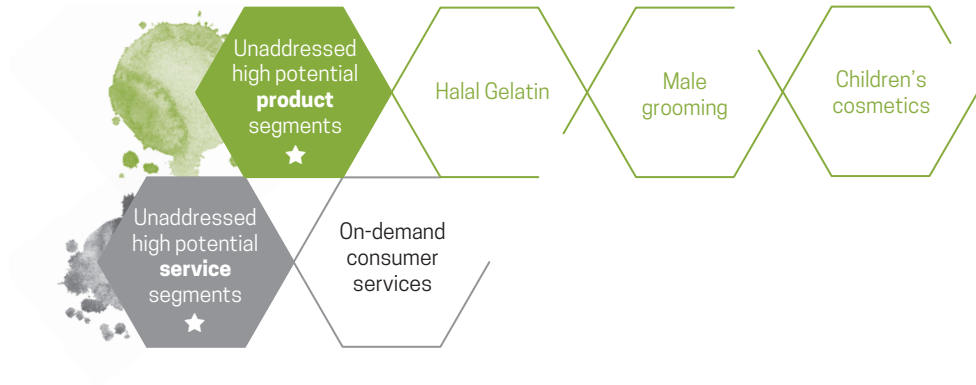 Unaddressed
high potential
product
segments
Halal Gelatin
Male
grooming
Children's
cosmetics
Unaddressed
high potential
service
segments
On-demand
consumer
services